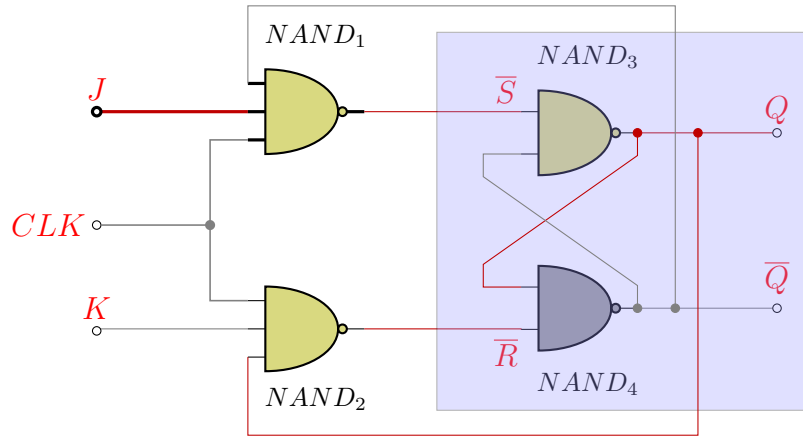 NAND₁
NAND₃
J
S̅
Q
CLK
Q̅
K
R̅
NAND₂
NAND₄